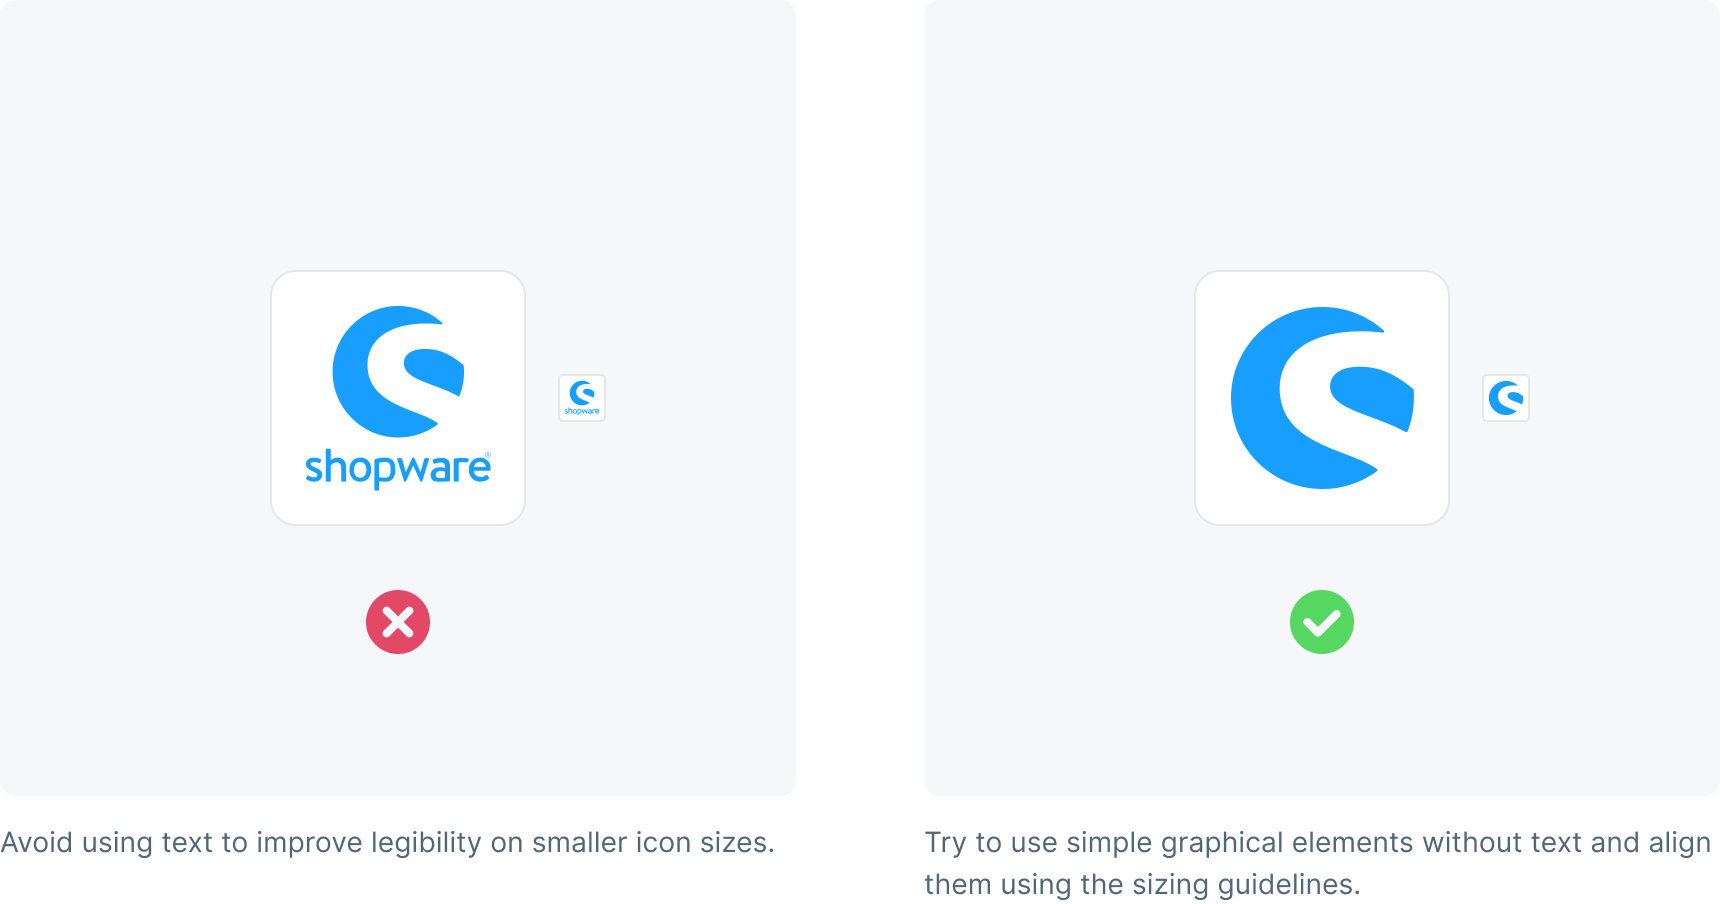 shopware®
shopware
Avoid using text to improve legibility on smaller icon sizes.
Try to use simple graphical elements without text and align
them using the sizing guidelines.